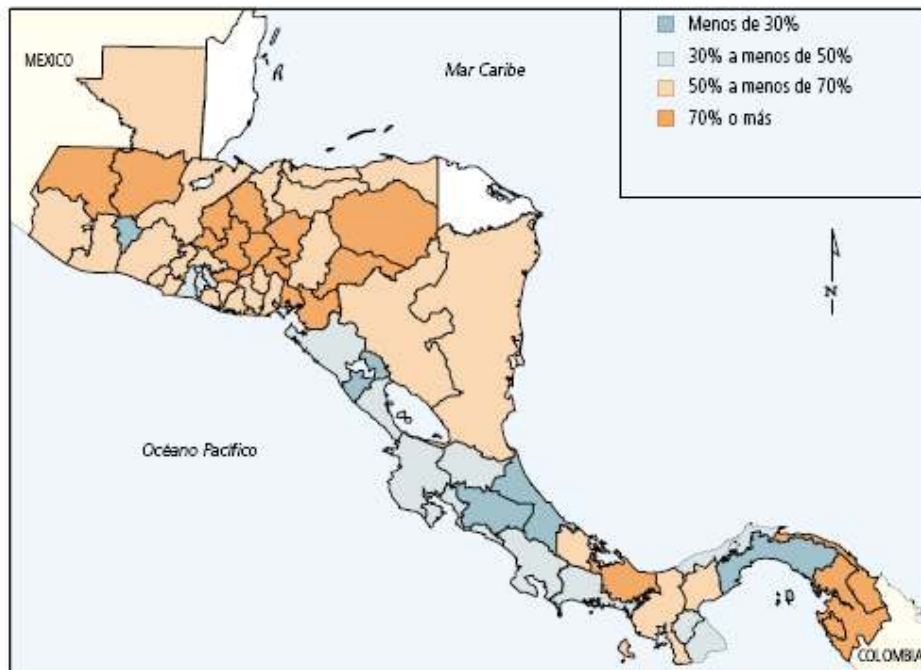 Menos de 30%
30% a menos de 50%
50% a menos de 70%
70% o más
MEXICO
Mar Caribe
N
Océano Pacífico
COLOMBIA